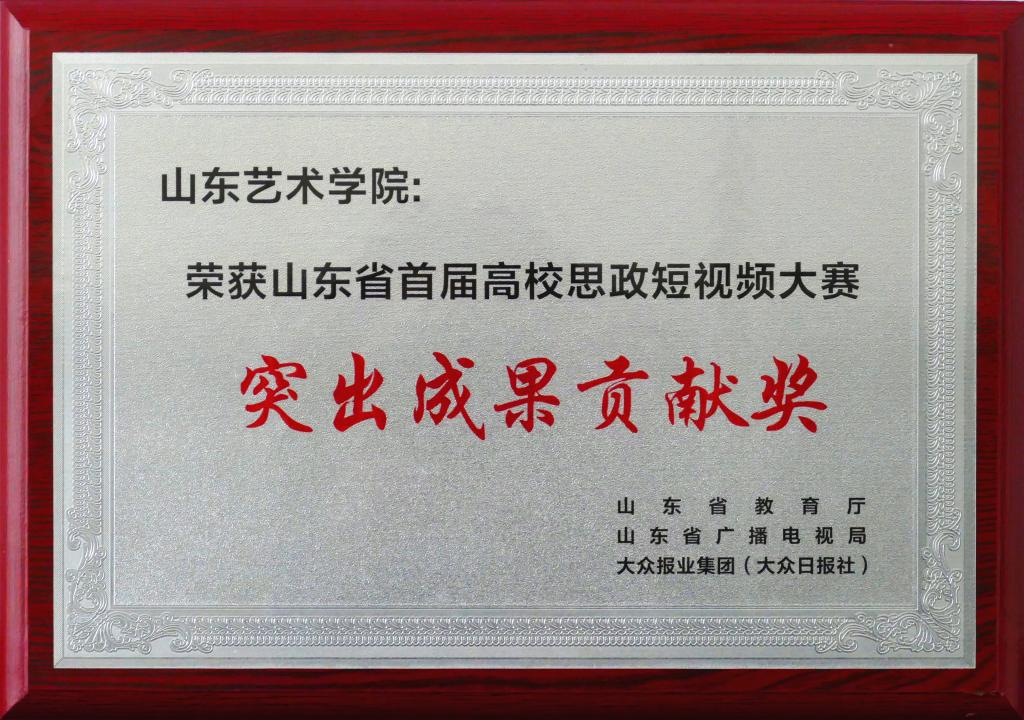 山东艺术学院:
荣获山东省首届高校思政短视频大赛
突出成果贡献奖
山东省教育厅
山东省广播电视局
大众报业集团(大众日报社)